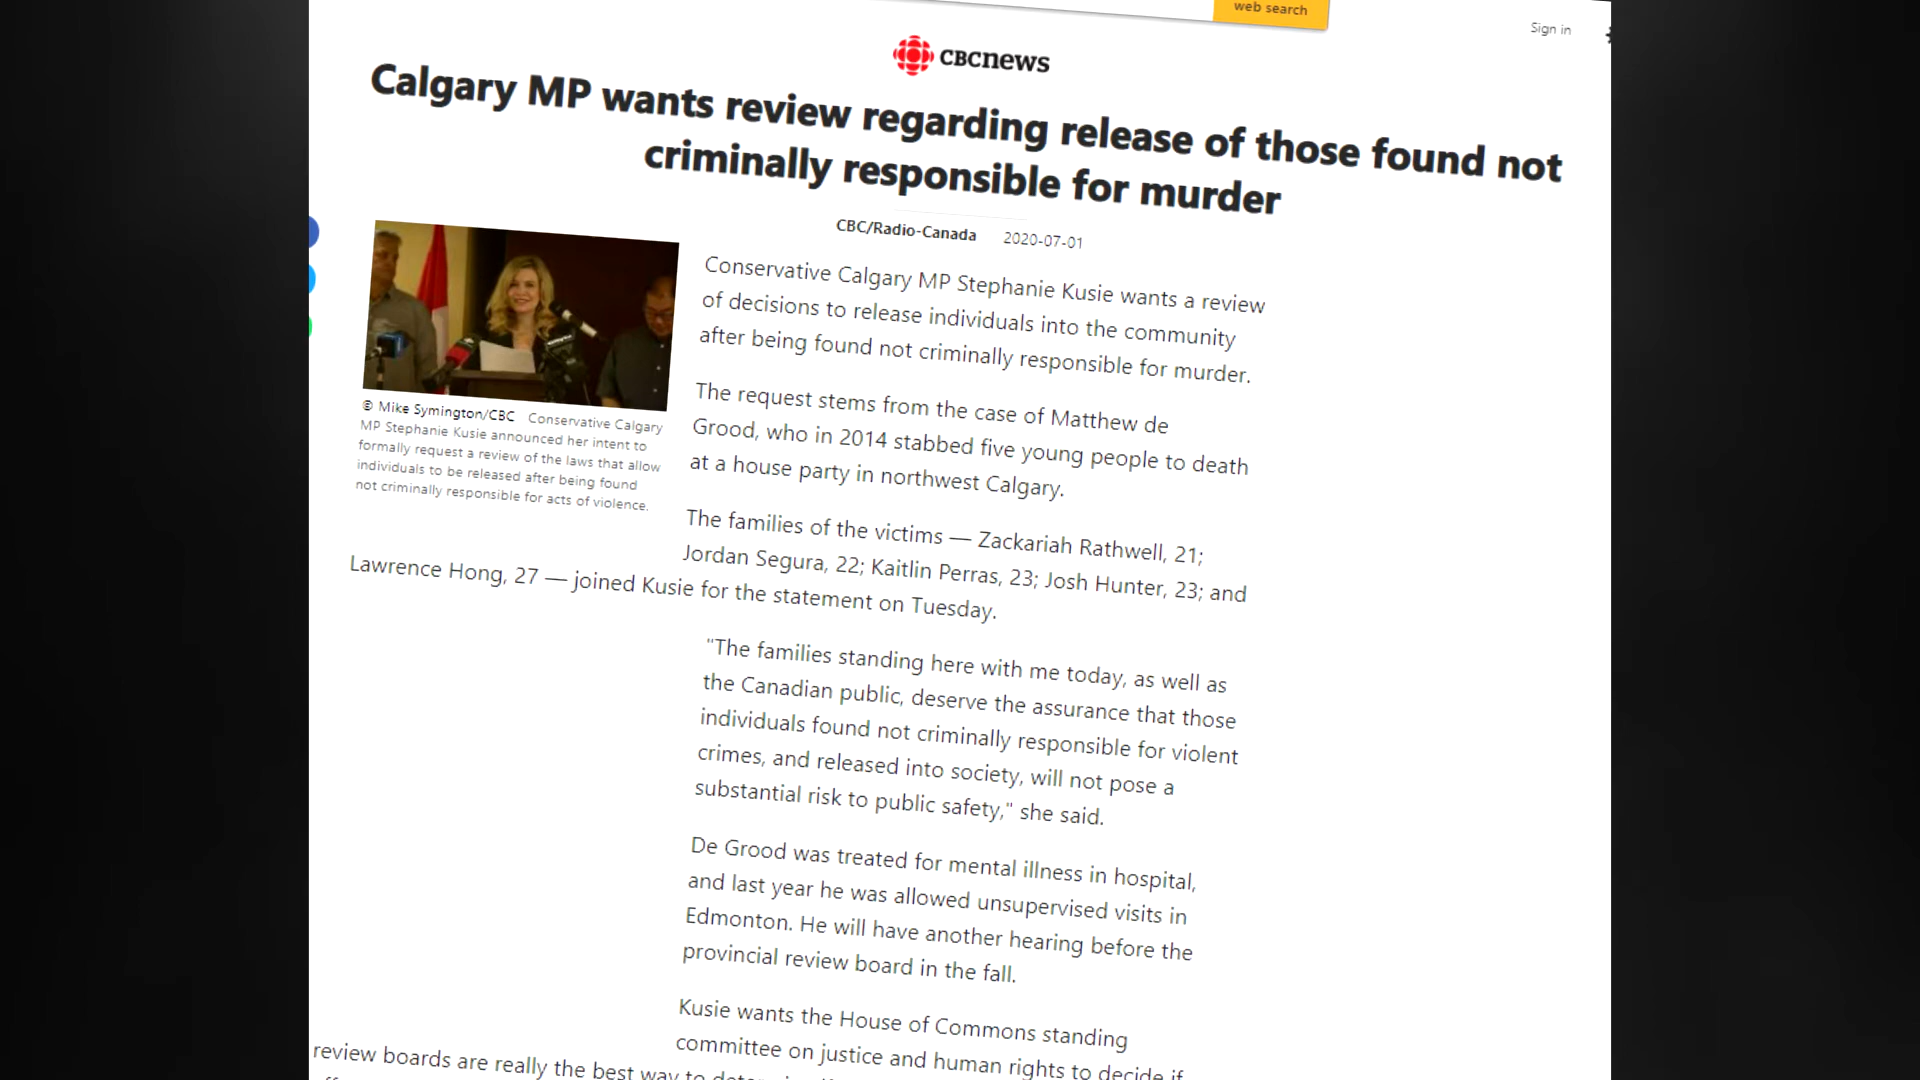 web search
Sign in
CBCnews
Calgary MP wants review regarding release of those found not
criminally responsible for murder
CBC/Radio-Canada 2020-07-01
© Mike Symington/CBC Conservative Calgary
MP Stephanie Kusie announced her intent to
formally request a review of the laws that allow
individuals to be released after being found
not criminally responsible for acts of violence.
Conservative Calgary MP Stephanie Kusie wants a review
of decisions to release individuals into the community
after being found not criminally responsible for murder.
The request stems from the case of Matthew de
Grood, who in 2014 stabbed five young people to death
at a house party in northwest Calgary.
The families of the victims — Zackariah Rathwell, 21;
Jordan Segura, 22; Kaitlin Perras, 23; Josh Hunter, 23; and
Lawrence Hong, 27 — joined Kusie for the statement on Tuesday.
"The families standing here with me today, as well as
the Canadian public, deserve the assurance that those
individuals found not criminally responsible for violent
crimes, and released into society, will not pose a
substantial risk to public safety," she said.
De Grood was treated for mental illness in hospital,
and last year he was allowed unsupervised visits in
Edmonton. He will have another hearing before the
provincial review board in the fall.
Kusie wants the House of Commons standing
committee on justice and human rights to decide if
review boards are really the best way to